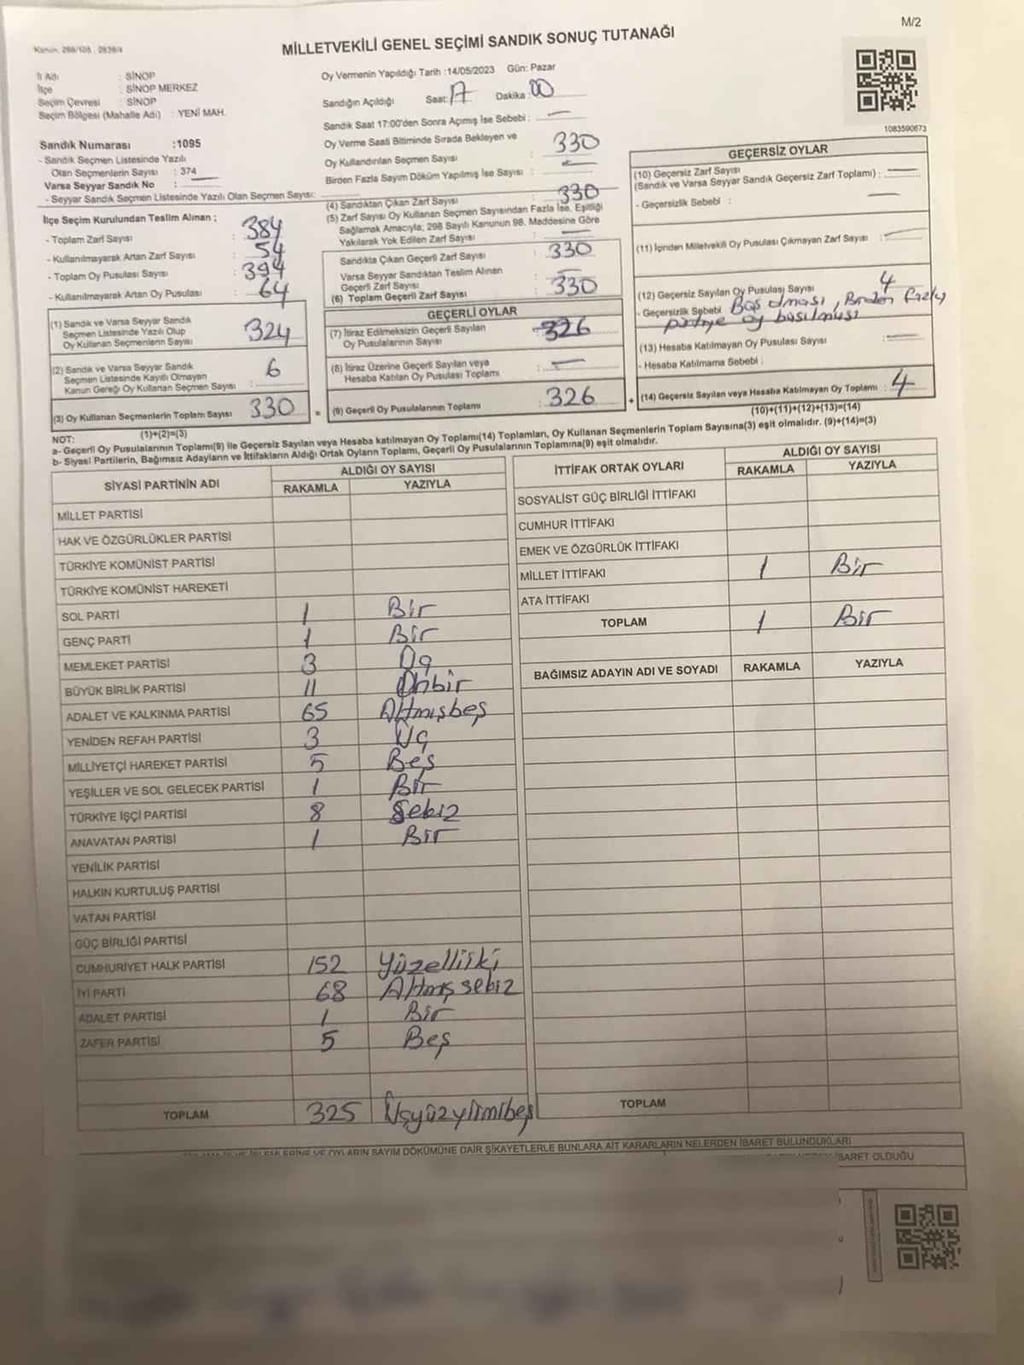 M/2
Kanun: 298/105 , 2839/4
MİLLETVEKİLİ GENEL SEÇİMİ SANDIK SONUÇ TUTANAĞI
İl Adı : SİNOP
İlçe : SİNOP MERKEZ
Seçim Çevresi : SİNOP
Seçim Bölgesi (Mahalle Adı) : YENİ MAH.
Sandık Numarası :1095
- Sandık Seçmen Listesinde Yazılı
Olan Seçmenlerin Sayısı : 374
Varsa Seyyar Sandık No :
- Seyyar Sandık Seçmen Listesinde Yazılı Olan Seçmen Sayısı:
Oy Vermenin Yapıldığı Tarih :14/05/2023 Gün: Pazar
Sandığın Açıldığı Saat: 17 Dakika : 00
Sandık Saat 17:00'den Sonra Açmış İse Sebebi : —
Oy Verme Saati Bitiminde Sırada Bekleyen ve
Oy Kullandırılan Seçmen Sayısı : 330
Birden Fazla Sayım Döküm Yapılmış İse Sayısı : —
1083590673
İlçe Seçim Kurulundan Teslim Alınan ;
- Toplam Zarf Sayısı : 384
- Kullanılmayarak Artan Zarf Sayısı : 54
- Toplam Oy Pusulası Sayısı : 394
- Kullanılmayarak Artan Oy Pusulası : 64
(1) Sandık ve Varsa Seyyar Sandık
Seçmen Listesinde Yazılı Olup
Oy Kullanan Seçmenlerin Sayısı : 324
(2) Sandık ve Varsa Seyyar Sandık
Seçmen Listesinde Kayıtlı Olmayan
Kanun Gereği Oy Kullanan Seçmen Sayısı : 6
(3) Oy Kullanan Seçmenlerin Toplam Sayısı 330
(1)+(2)=(3)
(4) Sandıktan Çıkan Zarf Sayısı : 330
(5) Zarf Sayısı Oy Kullanan Seçmen Sayısından Fazla İse, Eşitliği
Sağlamak Amacıyla, 298 Sayılı Kanunun 98. Maddesine Göre
Yakılarak Yok Edilen Zarf Sayısı : —
Sandıkta Çıkan Geçerli Zarf Sayısı : 330
Varsa Seyyar Sandıktan Teslim Alınan
Geçerli Zarf Sayısı : —
(6) Toplam Geçerli Zarf Sayısı : 330
GEÇERLİ OYLAR
(7) İtiraz Edilmeksizin Geçerli Sayılan
Oy Pusulalarının Sayısı : 326
(8) İtiraz Üzerine Geçerli Sayılan veya
Hesaba Katılan Oy Pusulası Toplamı : —
= (9) Geçerli Oy Pusulalarının Toplamı : 326
GEÇERSİZ OYLAR
(10) Geçersiz Zarf Sayısı
(Sandık ve Varsa Seyyar Sandık Geçersiz Zarf Toplamı) : —
- Geçersizlik Sebebi : —
(11) İçinden Milletvekili Oy Pusulası Çıkmayan Zarf Sayısı : —
(12) Geçersiz Sayılan Oy Pusulası Sayısı : 4
- Geçersizlik Sebebi : Boş olması, Birden fazla
partiye oy basılması
(13) Hesaba Katılmayan Oy Pusulası Sayısı : —
- Hesaba Katılmama Sebebi :
+ (14) Geçersiz Sayılan veya Hesaba Katılmayan Oy Toplamı : 4
(10)+(11)+(12)+(13)=(14)
NOT:
a- Geçerli Oy Pusulaların Toplamı(9) ile Geçersiz Sayılan veya Hesaba katılmayan Oy Toplamı(14) Toplamları, Oy Kullanan Seçmenlerin Toplam Sayısına(3) eşit olmalıdır. (9)+(14)=(3)
b- Siyasi Partilerin, Bağımsız Adayların ve İttifakların Aldığı Ortak Oyların Toplamı, Geçerli Oy Pusulalarının Toplamına(9) eşit olmalıdır.
SİYASİ PARTİNİN ADI ALDIĞI OY SAYISI
RAKAMLA YAZIYLA
MİLLET PARTİSİ
HAK VE ÖZGÜRLÜKLER PARTİSİ
TÜRKİYE KOMÜNİST PARTİSİ
TÜRKİYE KOMÜNİST HAREKETİ
SOL PARTİ 1 Bir
GENÇ PARTİ 1 Bir
MEMLEKET PARTİSİ 3 Üç
BÜYÜK BİRLİK PARTİSİ 11 Onbir
ADALET VE KALKINMA PARTİSİ 65 Altmışbeş
YENİDEN REFAH PARTİSİ 3 Üç
MİLLİYETÇİ HAREKET PARTİSİ 5 Beş
YEŞİLLER VE SOL GELECEK PARTİSİ 1 Bir
TÜRKİYE İŞÇİ PARTİSİ 8 Sekiz
ANAVATAN PARTİSİ 1 Bir
YENİLİK PARTİSİ
HALKIN KURTULUŞ PARTİSİ
VATAN PARTİSİ
GÜÇ BİRLİĞİ PARTİSİ
CUMHURİYET HALK PARTİSİ 152 Yüzelliiki
İYİ PARTİ 68 Altmışsekiz
ADALET PARTİSİ 1 Bir
ZAFER PARTİSİ 5 Beş
TOPLAM 325 Üçyüzyirmibeş
İTTİFAK ORTAK OYLARI ALDIĞI OY SAYISI
RAKAMLA YAZIYLA
SOSYALİST GÜÇ BİRLİĞİ İTTİFAKI
CUMHUR İTTİFAKI
EMEK VE ÖZGÜRLÜK İTTİFAKI
MİLLET İTTİFAKI 1 Bir
ATA İTTİFAKI
TOPLAM 1 Bir
BAĞIMSIZ ADAYIN ADI VE SOYADI RAKAMLA YAZIYLA
TOPLAM
OYLARIN SAYIM DÖKÜMÜNE DAİR ŞİKAYETLERLE BUNLARA AİT KARARLARIN NELERDEN İBARET BULUNDUKLARI
İBARET OLDUĞU